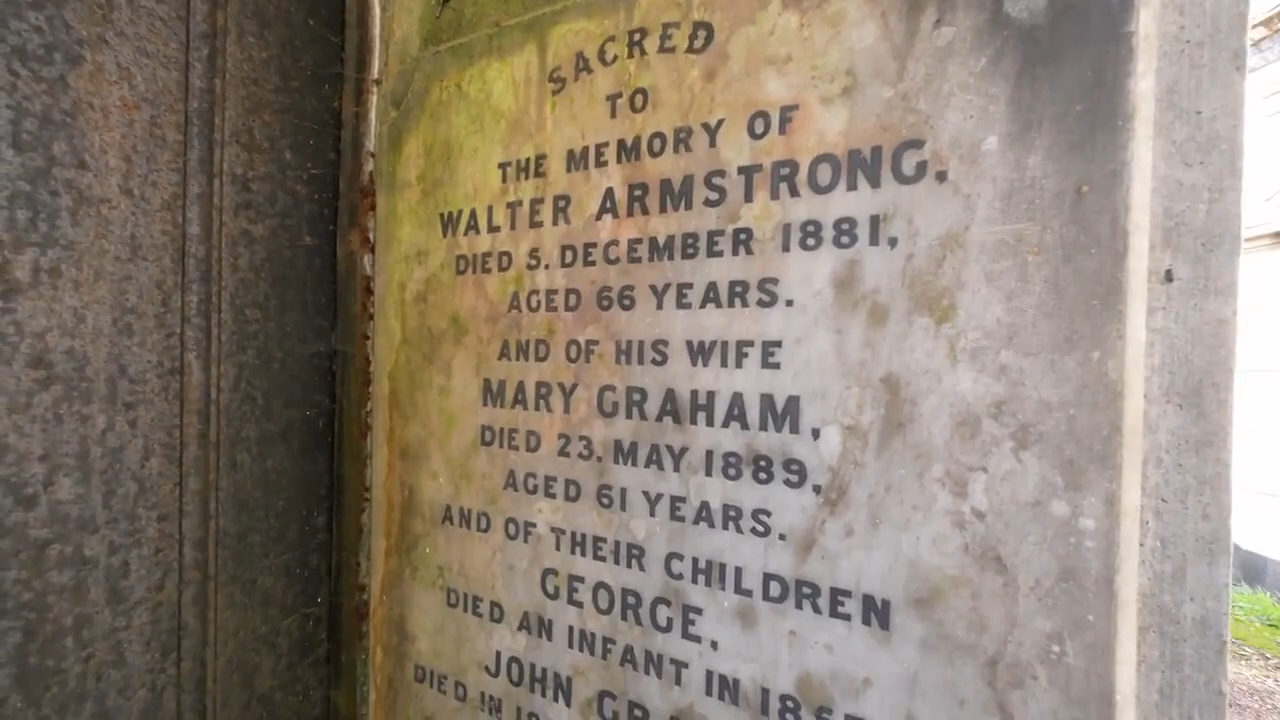 SACRED
TO
THE MEMORY OF
WALTER ARMSTRONG,
DIED 5. DECEMBER 1881,
AGED 66 YEARS.
AND OF HIS WIFE
MARY GRAHAM,
DIED 23. MAY 1889,
AGED 61 YEARS.
AND OF THEIR CHILDREN
GEORGE,
DIED AN INFANT IN
JOHN
DIED IN